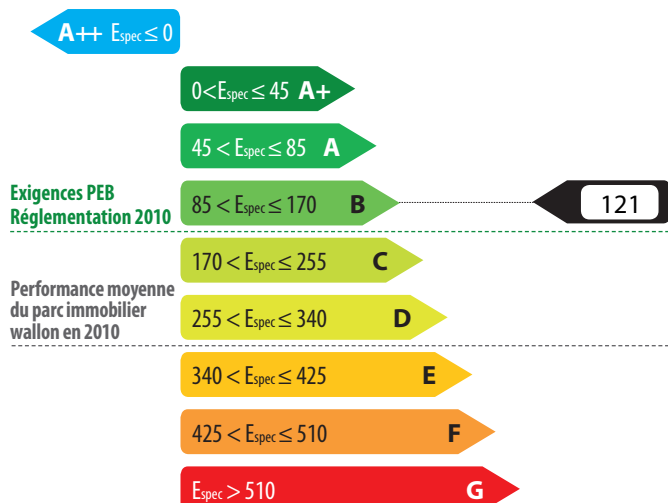 A++ Espec ≤ 0
0<Espec ≤ 45 A+
45 < Espec ≤ 85 A
Exigences PEB
Réglementation 2010
85 < Espec ≤ 170 B
121
170 < Espec ≤ 255 C
Performance moyenne
du parc immobilier
wallon en 2010
255 < Espec ≤ 340 D
340 < Espec ≤ 425 E
425 < Espec ≤ 510 F
Espec > 510 G